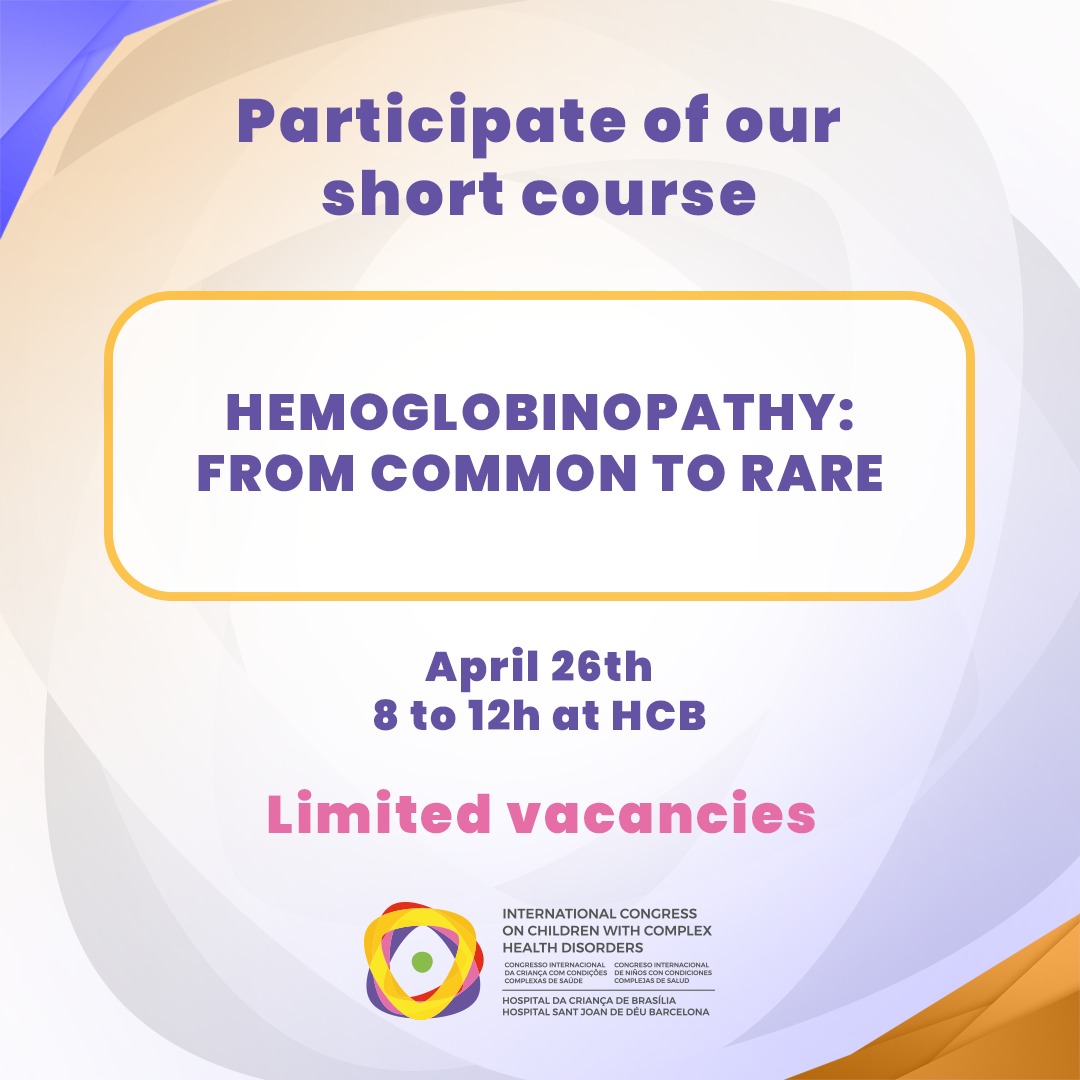 Participate of our
short course
HEMOGLOBINOPATHY:
FROM COMMON TO RARE
April 26th
8 to 12h at HCB
Limited vacancies
INTERNATIONAL CONGRESS
ON CHILDREN WITH COMPLEX
HEALTH DISORDERS
CONGRESSO INTERNACIONAL
DA CRIANÇA COM CONDIÇÕES
COMPLEXAS DE SAÚDE
CONGRESO INTERNACIONAL
DE NIÑOS CON CONDICIONES
COMPLEJAS DE SALUD
HOSPITAL DA CRIANÇA DE BRASÍLIA
HOSPITAL SANT JOAN DE DÉU BARCELONA